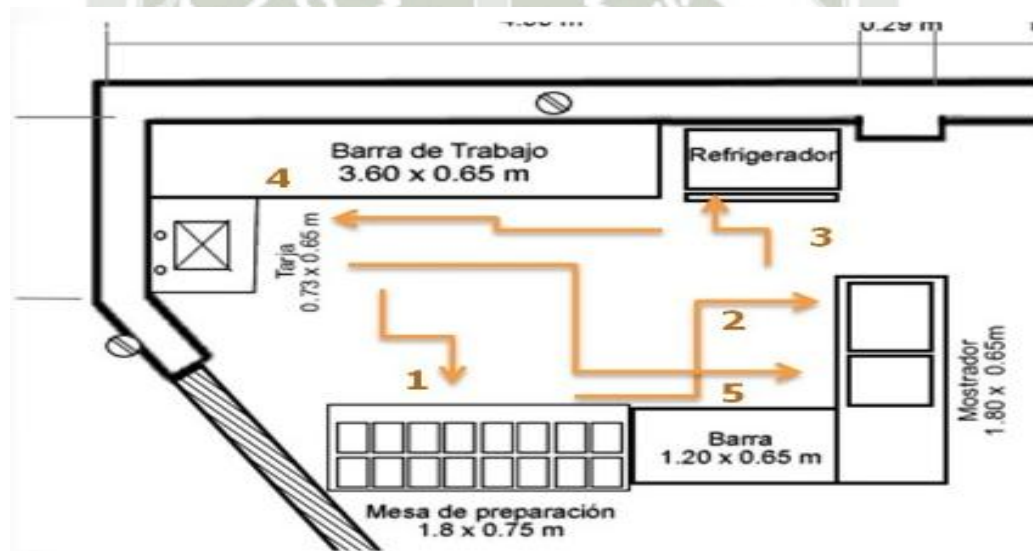 0.29 m
Barra de Trabajo
3.60 x 0.65 m
Refrigerador
4
3
Tarja
0.73 x 0.65 m
2
1
5
Mostrador
1.80 x 0.65m
Barra
1.20 x 0.65 m
Mesa de preparación
1.8 x 0.75 m